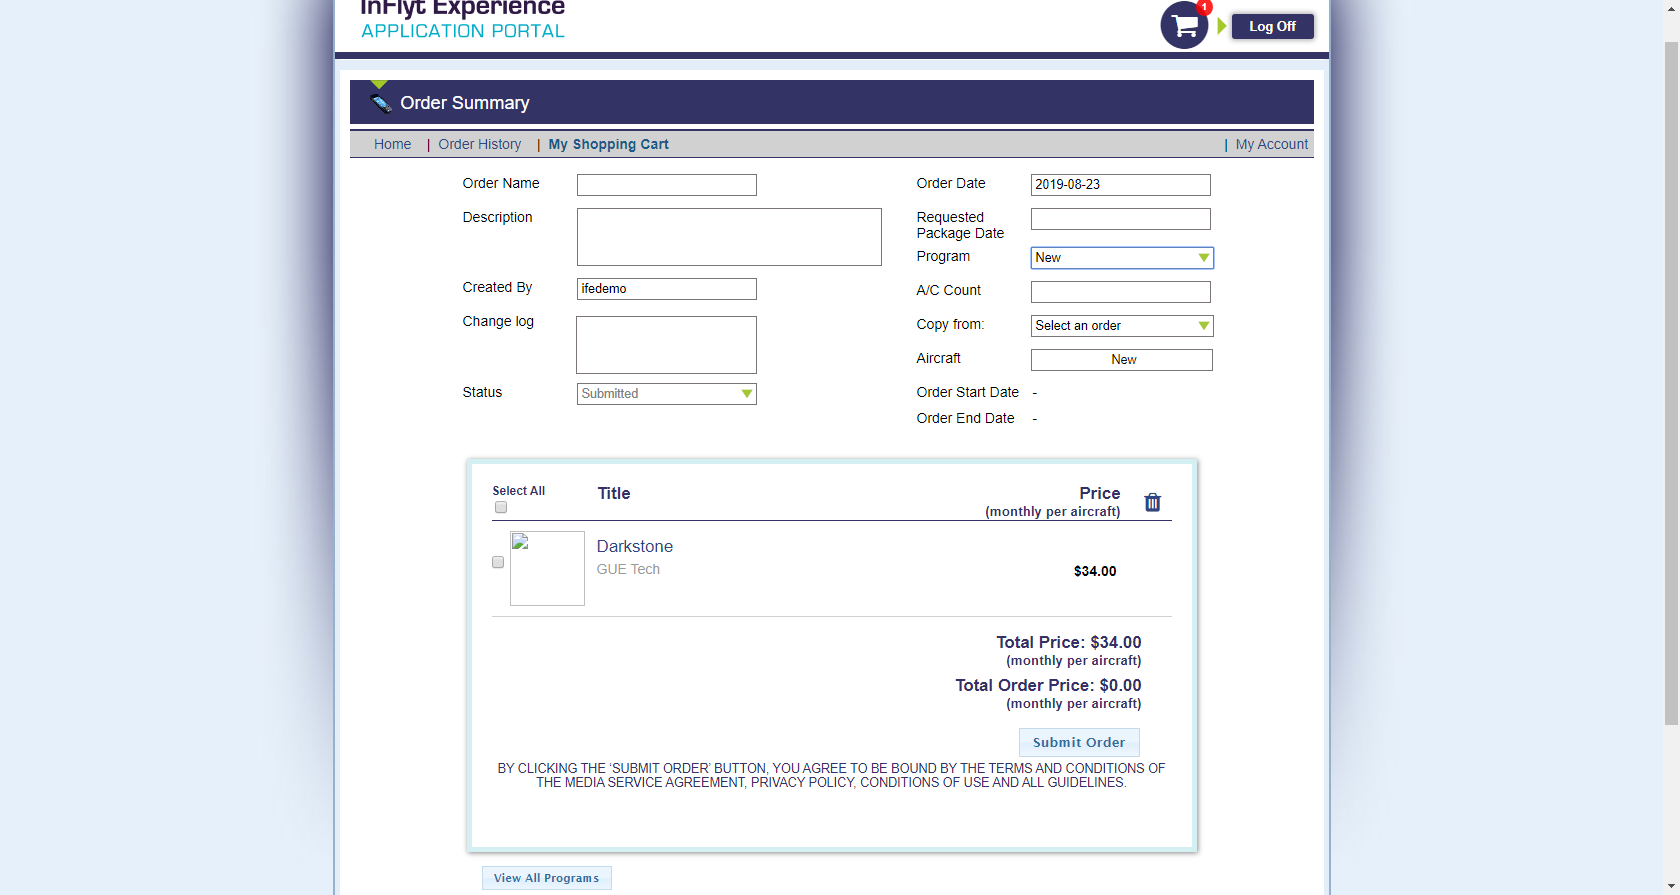 InFlyt Experience
APPLICATION PORTAL
1
Log Off
Order Summary
Home | Order History | My Shopping Cart | My Account
Order Name
Order Date 2019-08-23
Description
Requested
Package Date
Program New
Created By ifedemo
A/C Count
Change log
Copy from: Select an order
Aircraft New
Status Submitted
Order Start Date -
Order End Date -
Select All Title Price
(monthly per aircraft)
Darkstone
GUE Tech
$34.00
Total Price: $34.00
(monthly per aircraft)
Total Order Price: $0.00
(monthly per aircraft)
Submit Order
BY CLICKING THE ‘SUBMIT ORDER’ BUTTON, YOU AGREE TO BE BOUND BY THE TERMS AND CONDITIONS OF
THE MEDIA SERVICE AGREEMENT, PRIVACY POLICY, CONDITIONS OF USE AND ALL GUIDELINES.
View All Programs